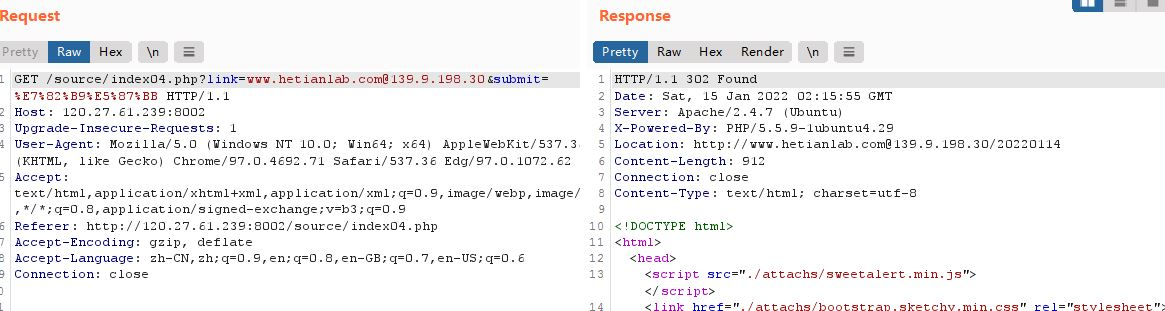 Request
Pretty Raw Hex \n
1 GET /source/index04.php?link=www.hetianlab.com@139.9.198.30&submit=
%E7%82%B9%E5%87%BB HTTP/1.1
2 Host: 120.27.61.239:8002
3 Upgrade-Insecure-Requests: 1
4 User-Agent: Mozilla/5.0 (Windows NT 10.0; Win64; x64) AppleWebKit/537.3
(KHTML, like Gecko) Chrome/97.0.4692.71 Safari/537.36 Edg/97.0.1072.62
5 Accept:
text/html,application/xhtml+xml,application/xml;q=0.9,image/webp,image/
,*/*;q=0.8,application/signed-exchange;v=b3;q=0.9
6 Referer: http://120.27.61.239:8002/source/index04.php
7 Accept-Encoding: gzip, deflate
8 Accept-Language: zh-CN,zh;q=0.9,en;q=0.8,en-GB;q=0.7,en-US;q=0.6
9 Connection: close
0
1
Response
Pretty Raw Hex Render \n
1 HTTP/1.1 302 Found
2 Date: Sat, 15 Jan 2022 02:15:55 GMT
3 Server: Apache/2.4.7 (Ubuntu)
4 X-Powered-By: PHP/5.5.9-1ubuntu4.29
5 Location: http://www.hetianlab.com@139.9.198.30/20220114
6 Content-Length: 912
7 Connection: close
8 Content-Type: text/html; charset=utf-8
9
10 <!DOCTYPE html>
11 <html>
12 <head>
13 <script src="./attachs/sweetalert.min.js">
</script>
14 <link href="./attachs/bootstrap.sketchy.min.css" rel="stylesheet">